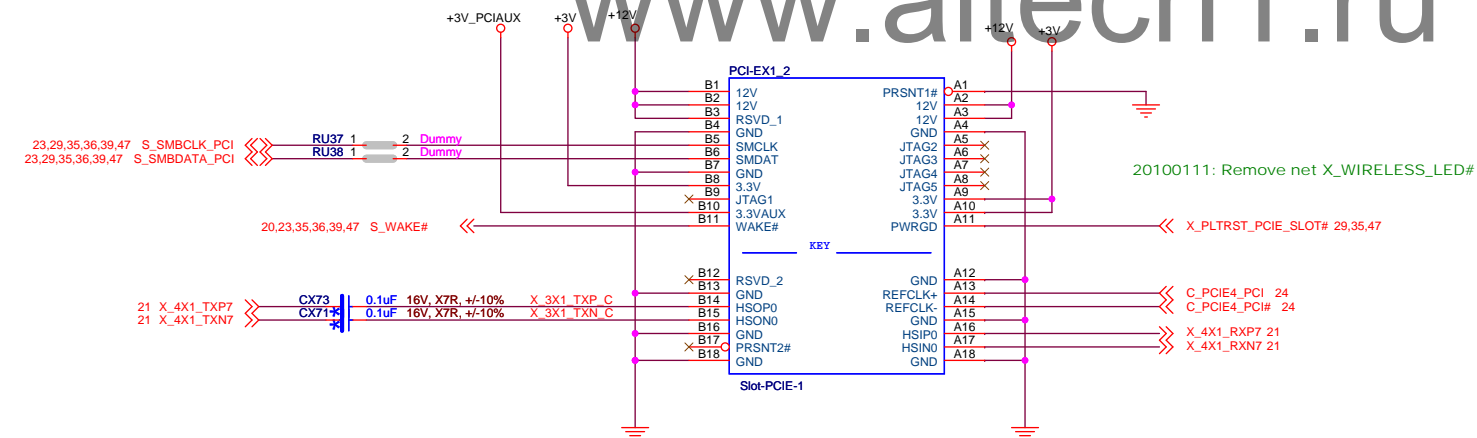 www.altech1.ru
+3V_PCIAUX
+3V
+12V
+12V
+3V
PCI-EX1_2
B1 12V
B2 12V
B3 RSVD_1
B4 GND
B5 SMCLK
B6 SMDAT
B7 GND
B8 3.3V
B9 JTAG1
B10 3.3VAUX
B11 WAKE#
KEY
B12 RSVD_2
B13 GND
B14 HSOP0
B15 HSON0
B16 GND
B17 PRSNT2#
B18 GND
PRSNT1# A1
12V A2
12V A3
GND A4
JTAG2 A5
JTAG3 A6
JTAG4 A7
JTAG5 A8
3.3V A9
3.3V A10
PWRGD A11
GND A12
REFCLK+ A13
REFCLK- A14
GND A15
HSIP0 A16
HSIN0 A17
GND A18
Slot-PCIE-1
23,29,35,36,39,47 S_SMBCLK_PCI RU37 1 2 Dummy
23,29,35,36,39,47 S_SMBDATA_PCI RU38 1 2 Dummy
20,23,35,36,39,47 S_WAKE#
21 X_4X1_TXP7 CX73 0.1uF 16V, X7R, +/-10% X_3X1_TXP_C
21 X_4X1_TXN7 CX71 0.1uF 16V, X7R, +/-10% X_3X1_TXN_C
20100111: Remove net X_WIRELESS_LED#
X_PLTRST_PCIE_SLOT# 29,35,47
C_PCIE4_PCI 24
C_PCIE4_PCI# 24
X_4X1_RXP7 21
X_4X1_RXN7 21